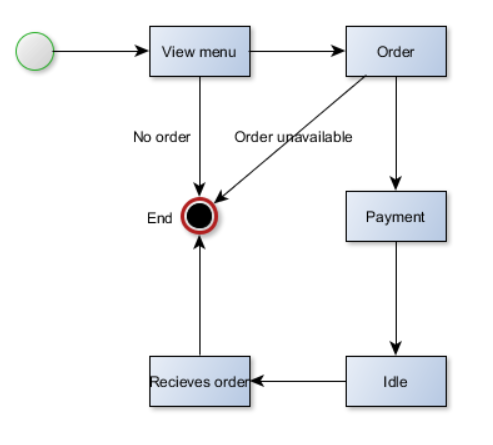 View menu
Order
No order
Order unavailable
End
Payment
Recieves order
Idle